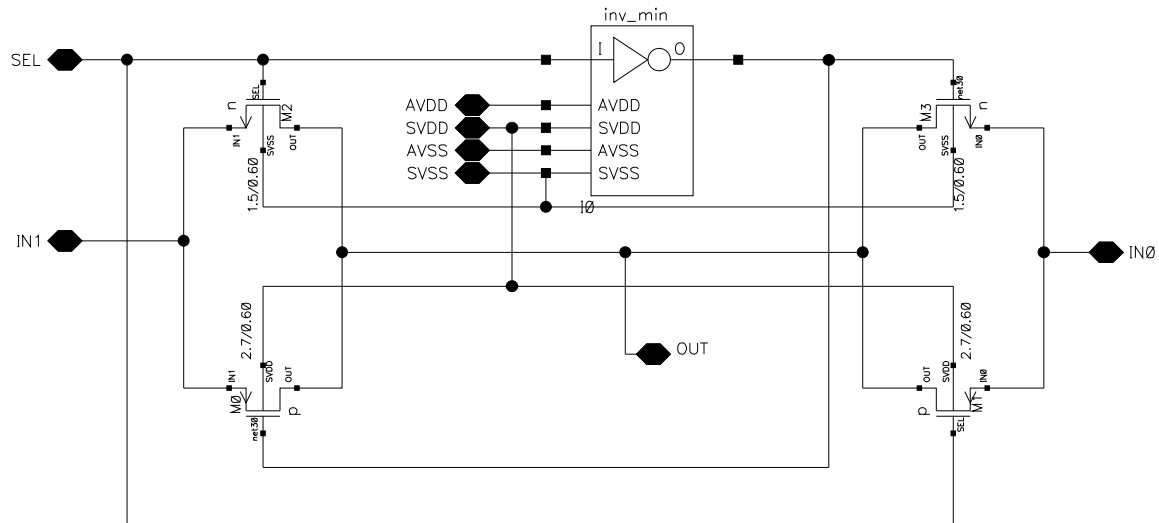 inv_min
SEL
I
O
AVDD
AVDD
SVDD
SVDD
AVSS
AVSS
SVSS
SVSS
I0
SEL
n
M2
IN1
SVSS
OUT
1.5/0.60
net30
M3
n
OUT
SVSS
IN0
1.5/0.60
IN1
IN0
OUT
2.7/0.60
IN1
SVDD
OUT
M0
p
net30
2.7/0.60
OUT
SVDD
IN0
p
M1
SEL